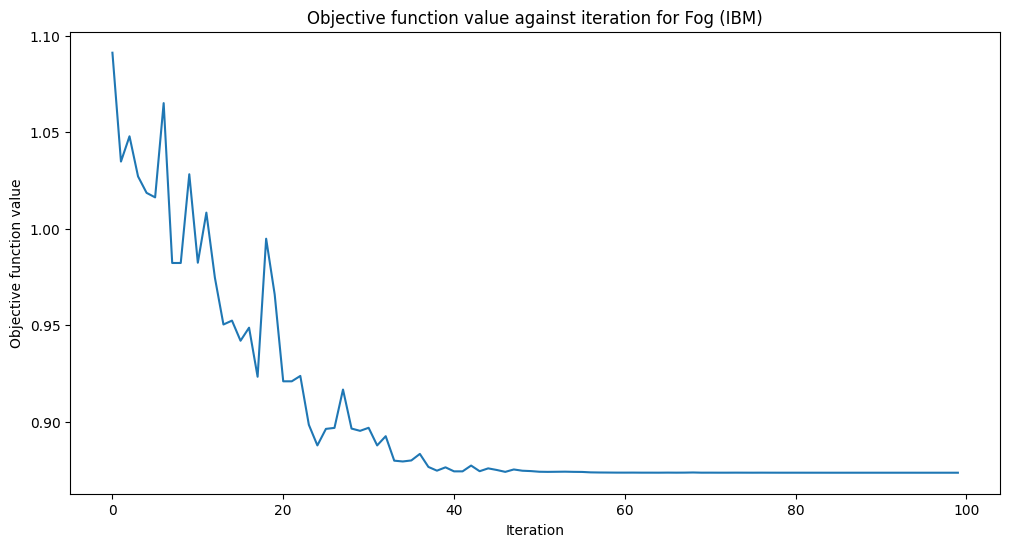 Objective function value against iteration for Fog (IBM)
1.10
1.05
1.00
0.95
0.90
Objective function value
0 20 40 60 80 100
Iteration